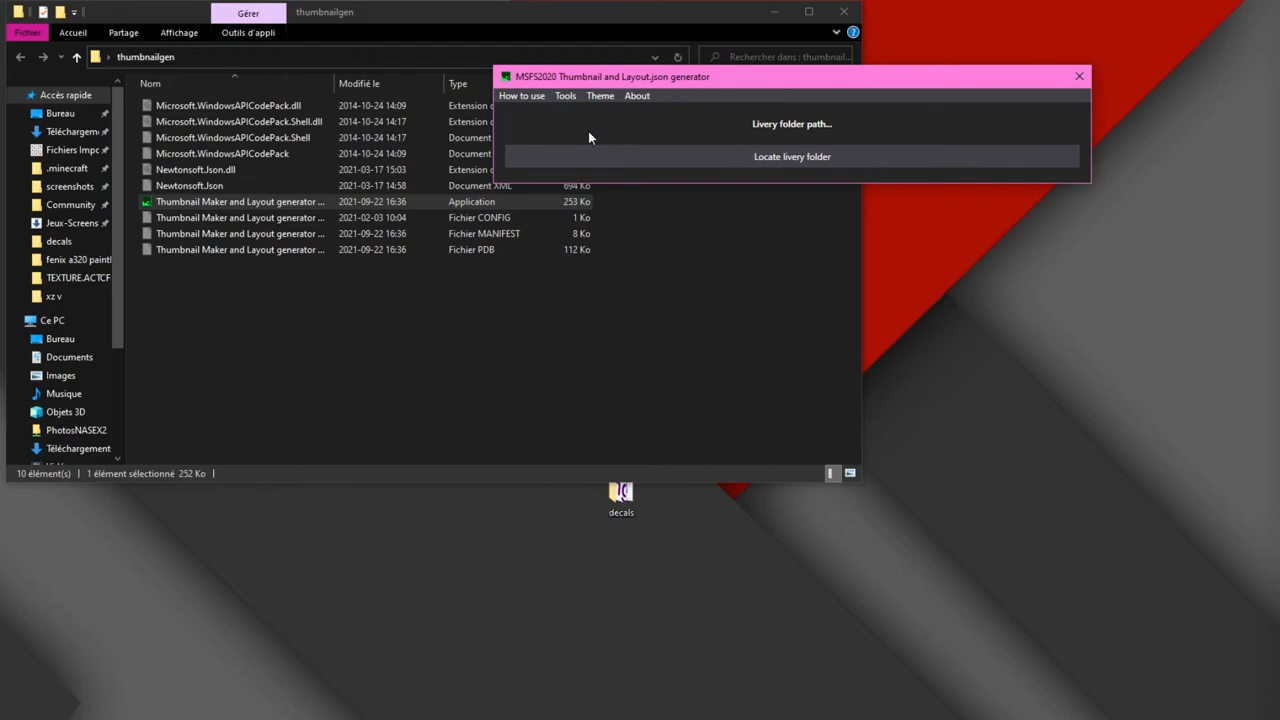 Gérer
thumbnailgen
Fichier
Accueil
Partage
Affichage
Outils d'appli
thumbnailgen
Rechercher dans : thumbnail...
Nom
Modifié le
Type
Accès rapide
Bureau
Téléchargem
Fichiers Impc
.minecraft
screenshots
Community
Jeux-Screens
decals
fenix a320 paintl
TEXTURE.ACTCF
xz v
Ce PC
Bureau
Documents
Images
Musique
Objets 3D
PhotosNASEX2
Téléchargement
Microsoft.WindowsAPICodePack.dll 2014-10-24 14:09 Extension d
Microsoft.WindowsAPICodePack.Shell.dll 2014-10-24 14:17 Extension d
Microsoft.WindowsAPICodePack.Shell 2014-10-24 14:17 Document
Microsoft.WindowsAPICodePack 2014-10-24 14:09 Document
Newtonsoft.Json.dll 2021-03-17 15:03 Extension d
Newtonsoft.Json 2021-03-17 14:58 Document XML 694 Ko
Thumbnail Maker and Layout generator ... 2021-09-22 16:36 Application 253 Ko
Thumbnail Maker and Layout generator ... 2021-02-03 10:04 Fichier CONFIG 1 Ko
Thumbnail Maker and Layout generator ... 2021-09-22 16:36 Fichier MANIFEST 8 Ko
Thumbnail Maker and Layout generator ... 2021-09-22 16:36 Fichier PDB 112 Ko
10 élément(s)
1 élément sélectionné 252 Ko
MSFS2020 Thumbnail and Layout.json generator
How to use
Tools
Theme
About
Livery folder path...
Locate livery folder
decals